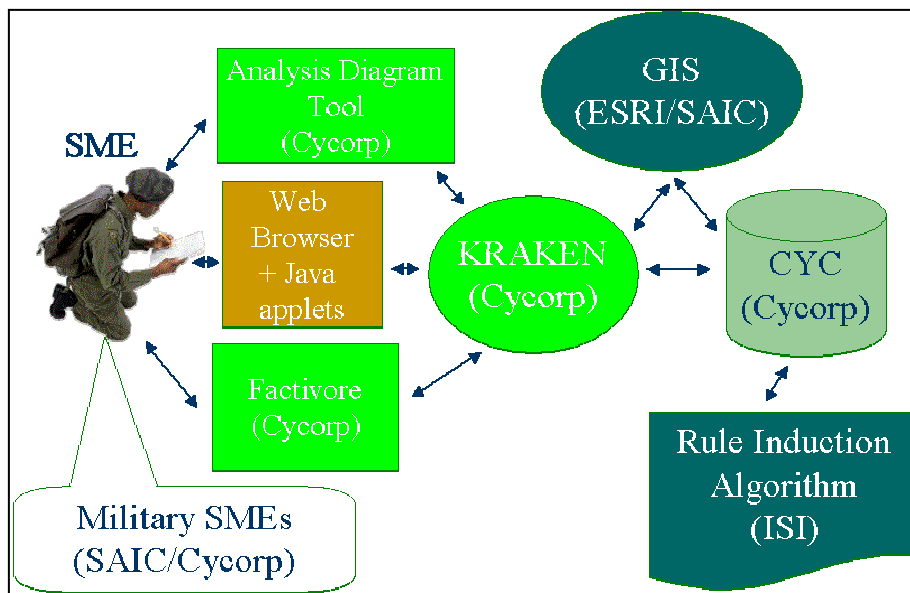 SME
Analysis Diagram
Tool
(Cycorp)
Web
Browser
+ Java
applets
Factivore
(Cycorp)
KRAKEN
(Cycorp)
GIS
(ESRI/SAIC)
CYC
(Cycorp)
Rule Induction
Algorithm
(ISI)
Military SMEs
(SAIC/Cycorp)